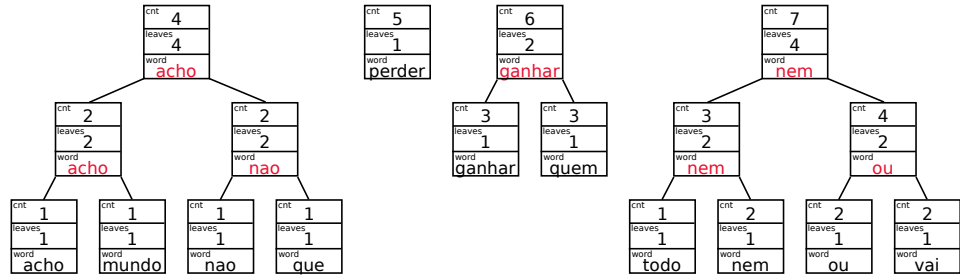 cnt 4 cnt 5 cnt 6 cnt 7
leaves 4 leaves 1 leaves 2 leaves 4
word acho word perder word ganhar word nem
cnt 2 cnt 2 cnt 3 cnt 3 cnt 3 cnt 4
leaves 2 leaves 2 leaves 1 leaves 1 leaves 2 leaves 2
word acho word nao word ganhar word quem word nem word ou
cnt 1 cnt 1 cnt 1 cnt 1 cnt 1 cnt 2 cnt 2 cnt 2
leaves 1 leaves 1 leaves 1 leaves 1 leaves 1 leaves 1 leaves 1 leaves 1
word acho word mundo word nao word que word todo word nem word ou word vai